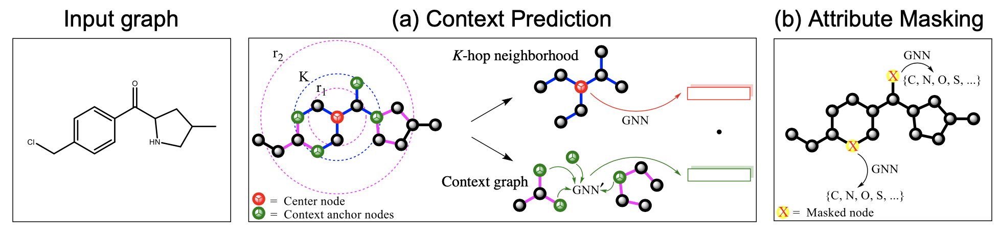 Input graph
O
Cl
HN
(a) Context Prediction
r2
K
r1
K-hop neighborhood
GNN
Context graph
GNN′
= Center node
= Context anchor nodes
(b) Attribute Masking
GNN
X
{C, N, O, S, ...}
X
GNN
{C, N, O, S, ...}
X = Masked node